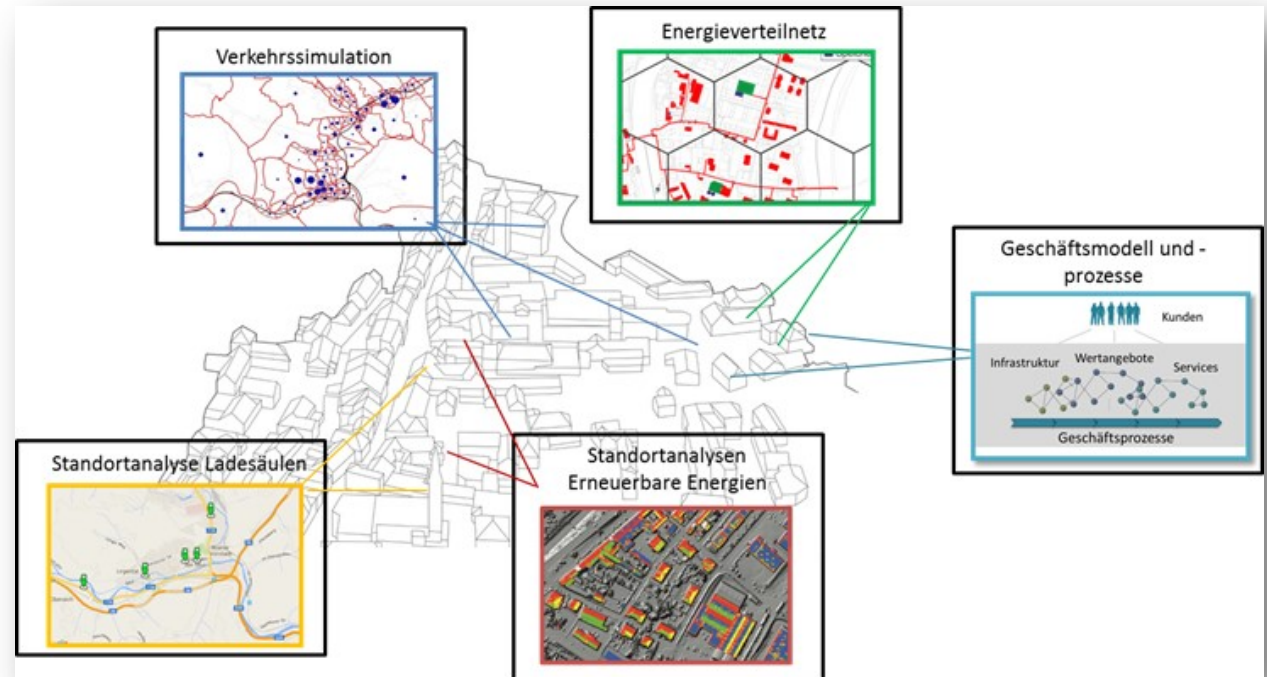 Verkehrssimulation
Energieverteilnetz
Geschäftsmodell und -
prozesse
Kunden
Infrastruktur
Wertangebote
Services
Geschäftsprozesse
Standortanalyse Ladesäulen
Standortanalysen
Erneuerbare Energien